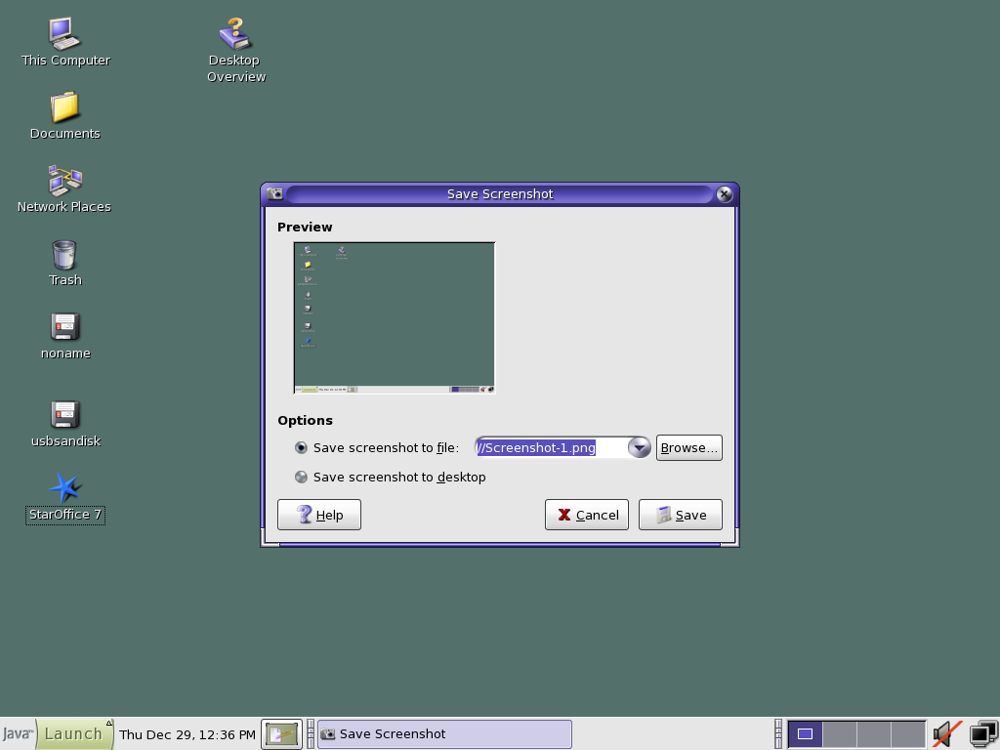 This Computer
Desktop
Overview
Documents
Network Places
Trash
noname
usbsandisk
StarOffice 7
Save Screenshot
Preview
Options
Save screenshot to file:
//Screenshot-1.png
Browse...
Save screenshot to desktop
Help
Cancel
Save
Java™
Launch
Thu Dec 29, 12:36 PM
Save Screenshot